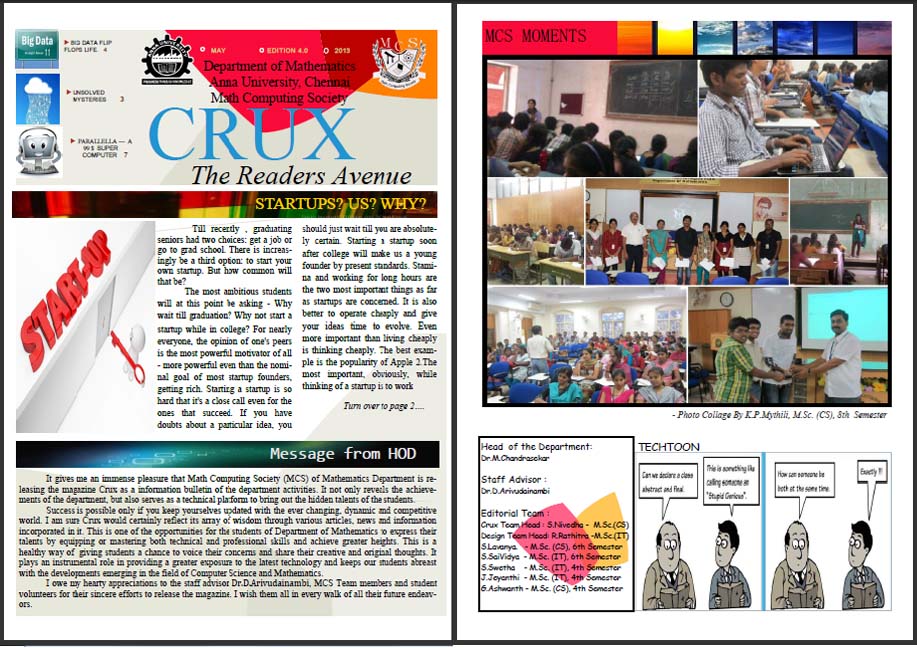 Big Data
BIG DATA FLIP
FLOPS LIFE. 4
UNSOLVED
MYSTERIES 3
PARALLELLA — A
99$ SUPER
COMPUTER 7
MAY
EDITION 4.0
2013
Department of Mathematics
Anna University, Chennai
Math Computing Society
MCS
CRUX
The Readers Avenue
STARTUPS? US? WHY?
START-UP
Till recently , graduating
seniors had two choices: get a job or
go to grad school. There is increas-
ingly be a third option: to start your
own startup. But how common will
that be?
The most ambitious students
will at this point be asking - Why
wait till graduation? Why not start a
startup while in college? For nearly
everyone, the opinion of one's peers
is the most powerful motivator of all
- more powerful even than the nomi-
nal goal of most startup founders,
getting rich. Starting a startup is so
hard that it's a close call even for the
ones that succeed. If you have
doubts about a particular idea, you
should just wait till you are absolute-
ly certain. Starting a startup soon
after college will make us a young
founder by present standards. Stami-
na and working for long hours are
the two most important things as far
as startups are concerned. It is also
better to operate cheaply and give
your ideas time to evolve. Even
more important than living cheaply
is thinking cheaply. The best exam-
ple is the popularity of Apple 2.The
most important, obviously, while
thinking of a startup is to work
Turn over to page 2....
Message from HOD
It gives me an immense pleasure that Math Computing Society (MCS) of Mathematics Department is re-
leasing the magazine Crux as a information bulletin of the department activities. It not only reveals the achieve-
ments of the department, but also serves as a technical platform to bring out the hidden talents of the students.
Success is possible only if you keep yourselves updated with the ever changing, dynamic and competitive
world. I am sure Crux would certainly reflect its array of wisdom through various articles, news and information
incorporated in it. This is one of the opportunities for the students of Department of Mathematics to express their
talents by equipping or mastering both technical and professional skills and achieve greater heights. This is a
healthy way of giving students a chance to voice their concerns and share their creative and original thoughts. It
plays an instrumental role in providing a greater exposure to the latest technology and keeps our students abreast
with the developments emerging in the field of Computer Science and Mathematics.
I owe my hearty appreciations to the staff advisor Dr.D.Arivudainambi, MCS Team members and student
volunteers for their sincere efforts to release the magazine. I wish them all in every walk of all their future endeav-
ors.
MCS MOMENTS
- Photo Collage By K.P.Mythili, M.Sc. (CS), 8th Semester
Head of the Department:
Dr.M.Chandrasekar
Staff Advisor :
Dr.D.Arivudainambi
Editorial Team :
Crux Team Head : S.Nivedha - M.Sc.(CS)
Design Team Head: R.Rathitra -M.Sc.(IT)
S.Lavanya. - M.Sc. (CS), 6th Semester
S.SaiVidya - M.Sc. (IT), 6th Semester
S.Swetha - M.Sc. (IT), 4th Semester
J.Jeyanthi - M.Sc. (IT), 4th Semester
G.Ashwanth - M.Sc. (CS), 4th Semester
TECHTOON
Can we declare a class
abstract and final.
This is something like
calling someone an
"Stupid Genious".
How can someone be
both at the same time.
Exactly !!!